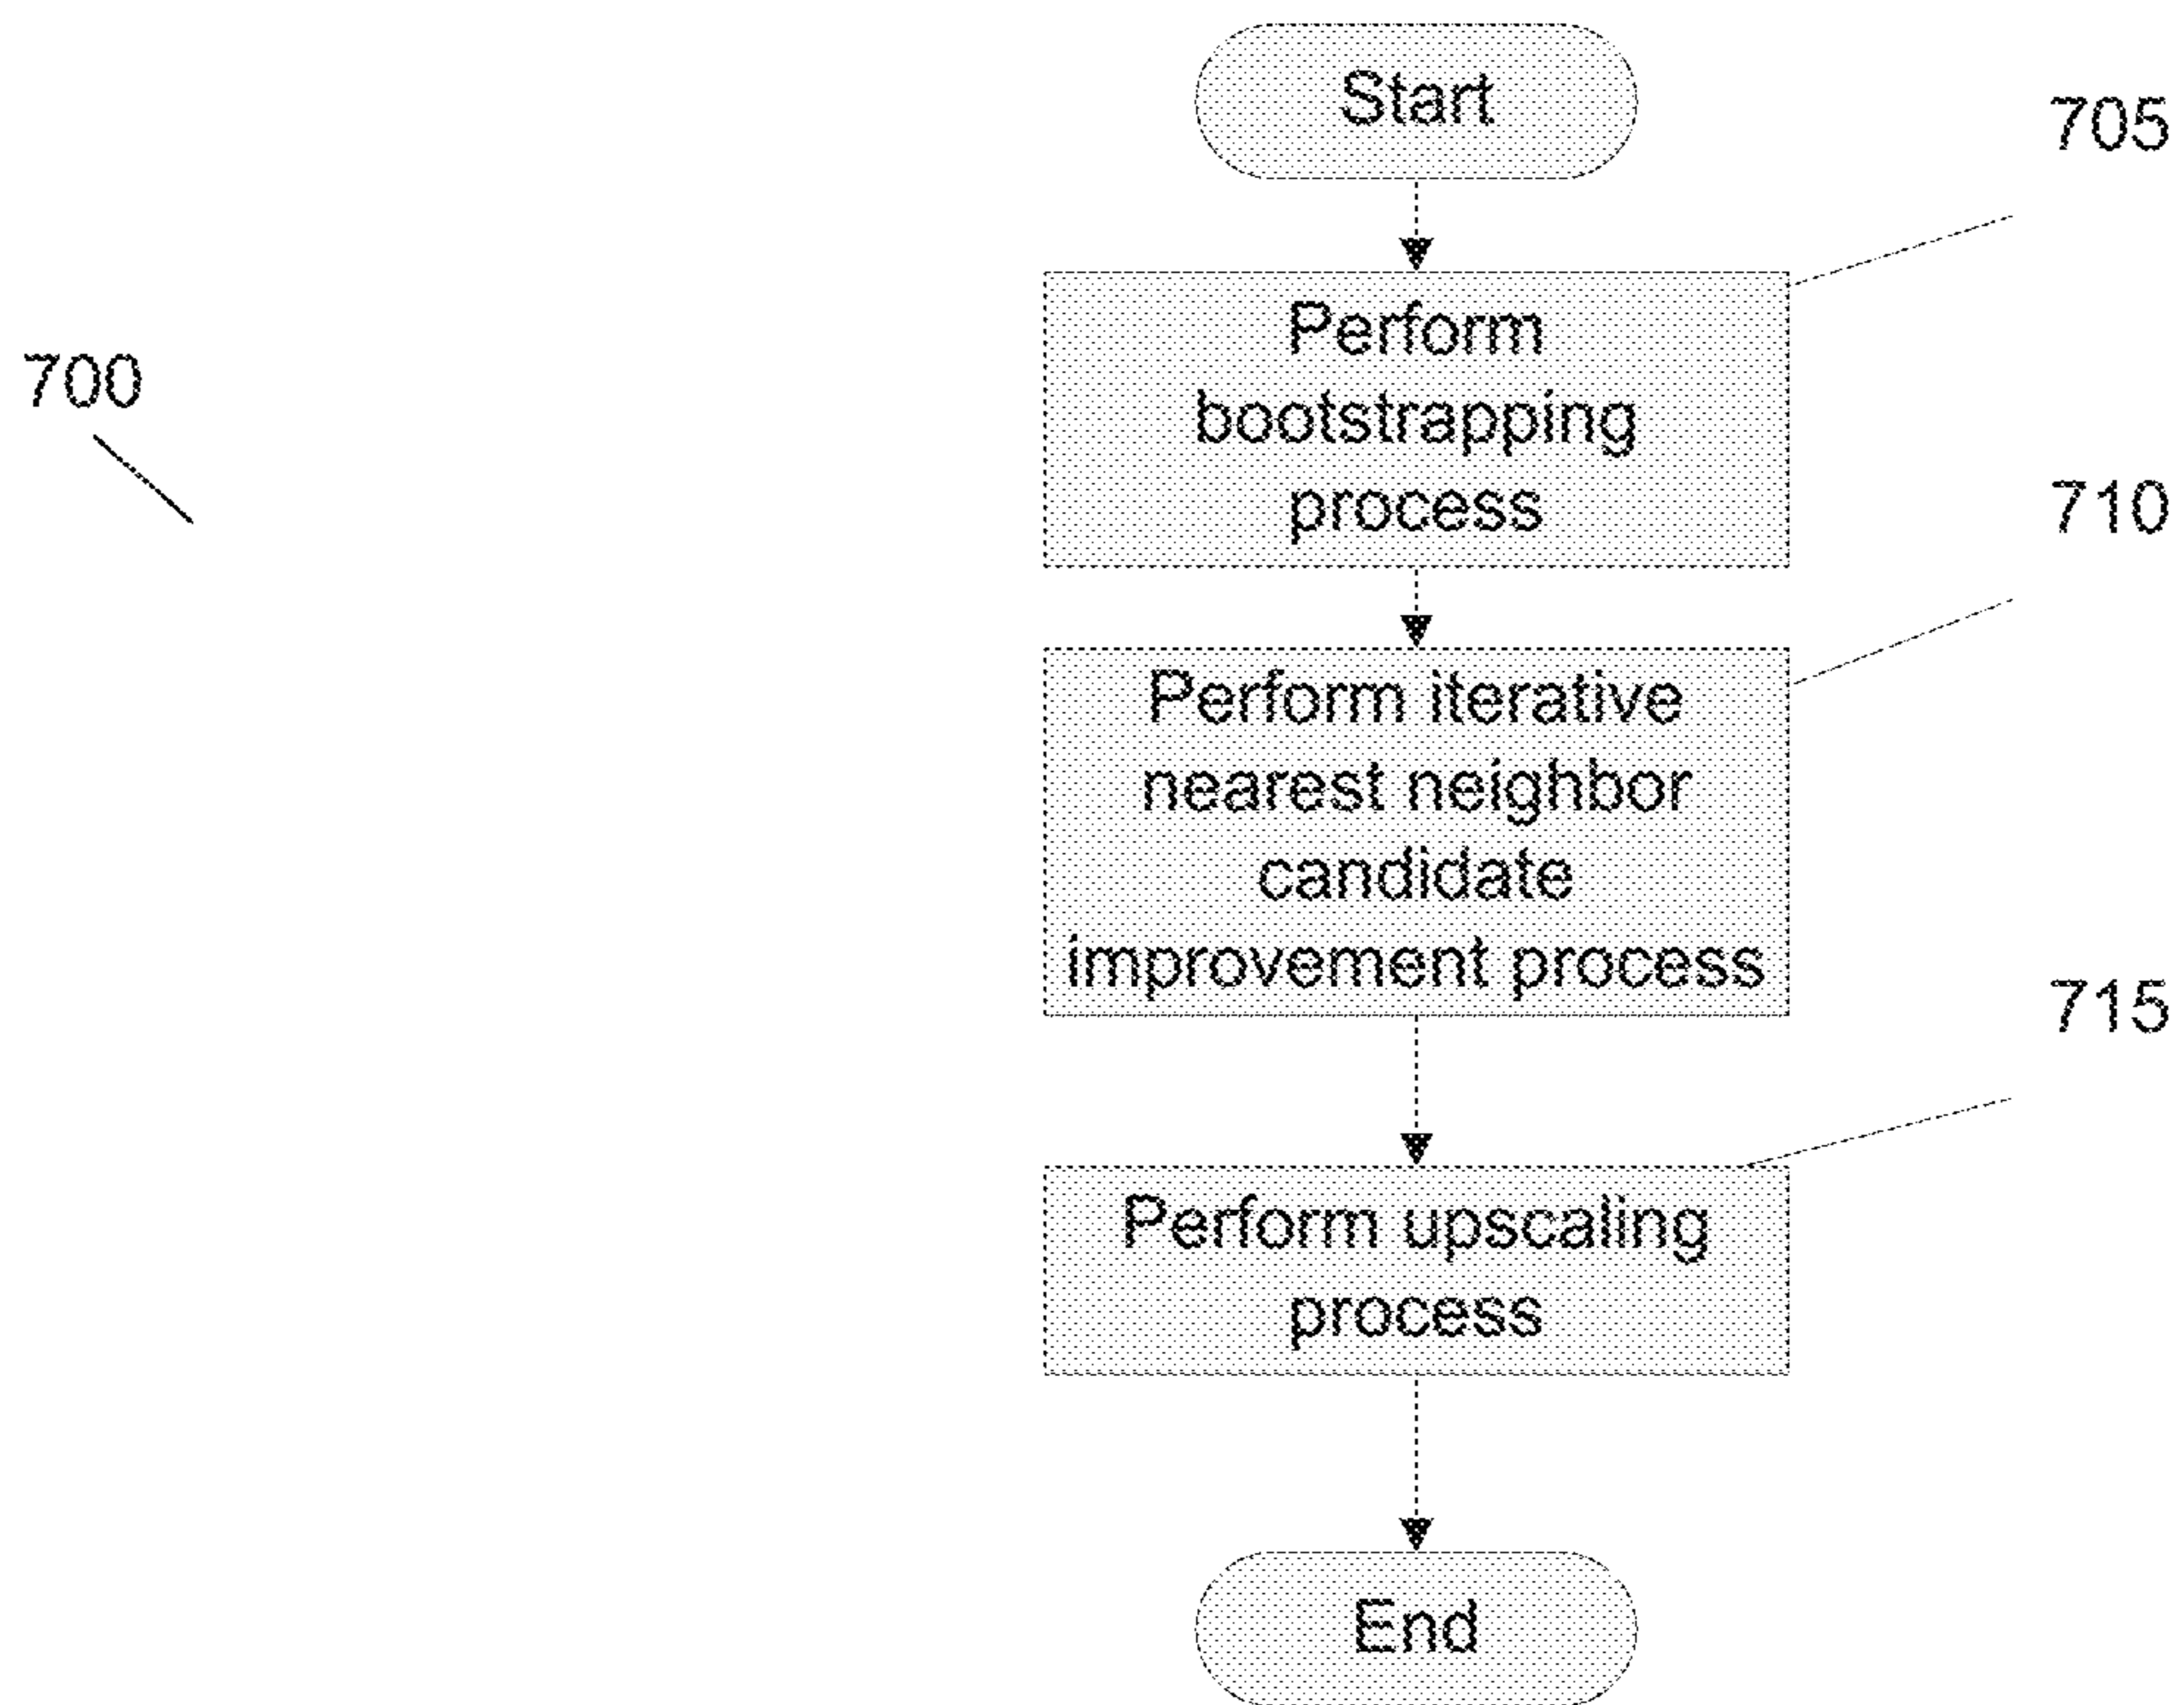 Start
705
Perform
bootstrapping
process
700
710
Perform iterative
nearest neighbor
candidate
improvement process
715
Perform upscaling
process
End